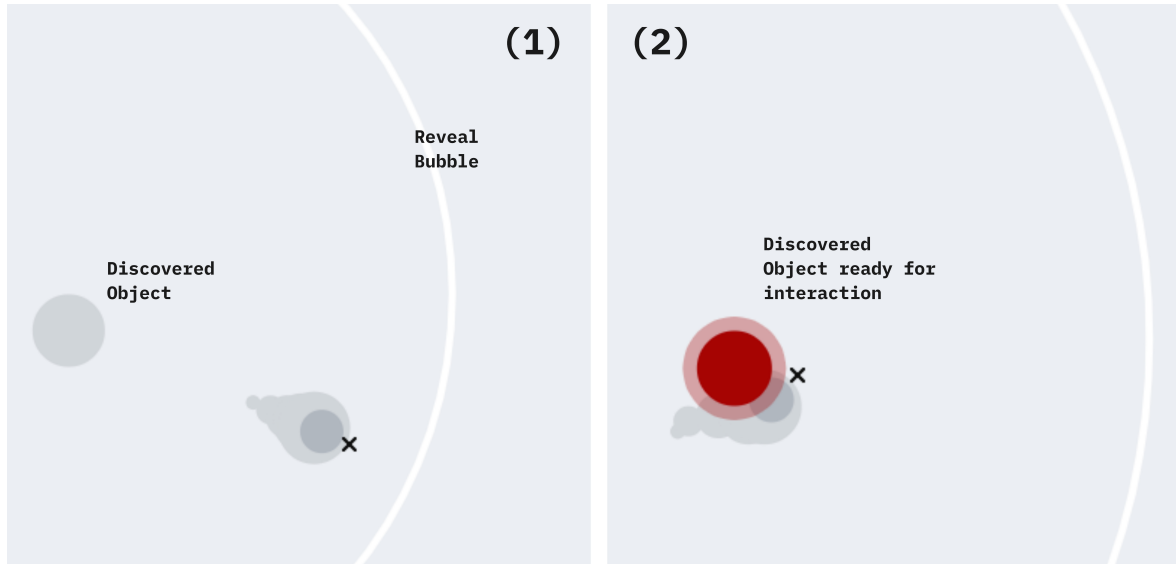 (1)
Reveal
Bubble
Discovered
Object
(2)
Discovered
Object ready for
interaction